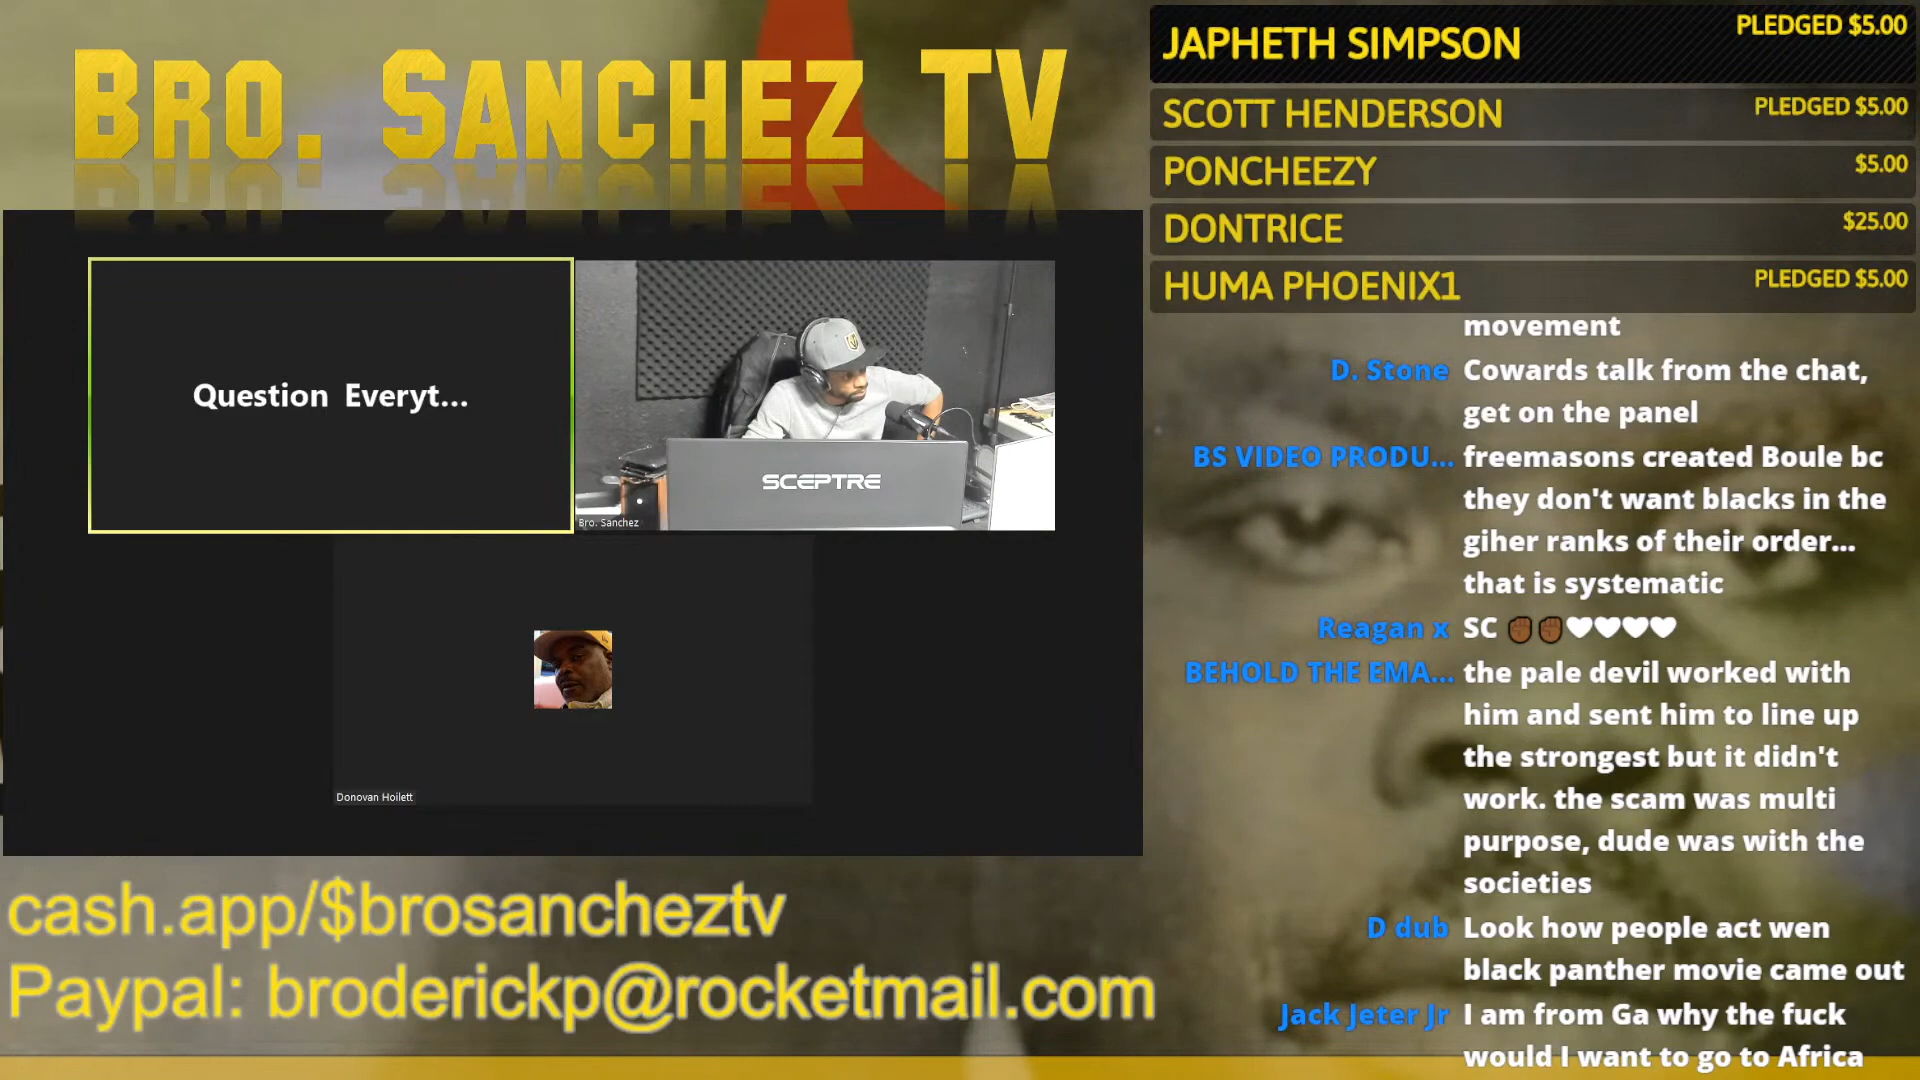 BRO. SANCHEZ TV
Question Everyt...
Bro. Sanchez
SCEPTRE
Donovan Hoilett
cash.app/$brosancheztv
Paypal: broderickp@rocketmail.com
JAPHETH SIMPSON PLEDGED $5.00
SCOTT HENDERSON PLEDGED $5.00
PONCHEEZY $5.00
DONTRICE $25.00
HUMA PHOENIX1 PLEDGED $5.00
movement
D. Stone Cowards talk from the chat,
get on the panel
BS VIDEO PRODU... freemasons created Boule bc
they don't want blacks in the
giher ranks of their order...
that is systematic
Reagan x SC ✊🏾✊🏾🤍🤍🤍🤍
BEHOLD THE EMA... the pale devil worked with
him and sent him to line up
the strongest but it didn't
work. the scam was multi
purpose, dude was with the
societies
D dub Look how people act wen
black panther movie came out
Jack Jeter Jr I am from Ga why the fuck
would I want to go to Africa